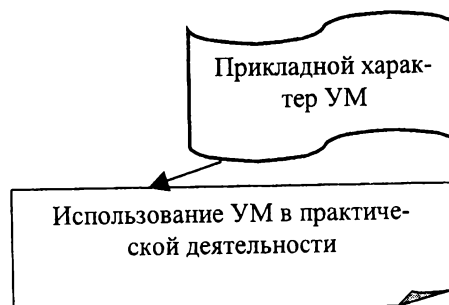 Прикладной харак-
тер УМ
Использование УМ в практиче-
ской деятельности